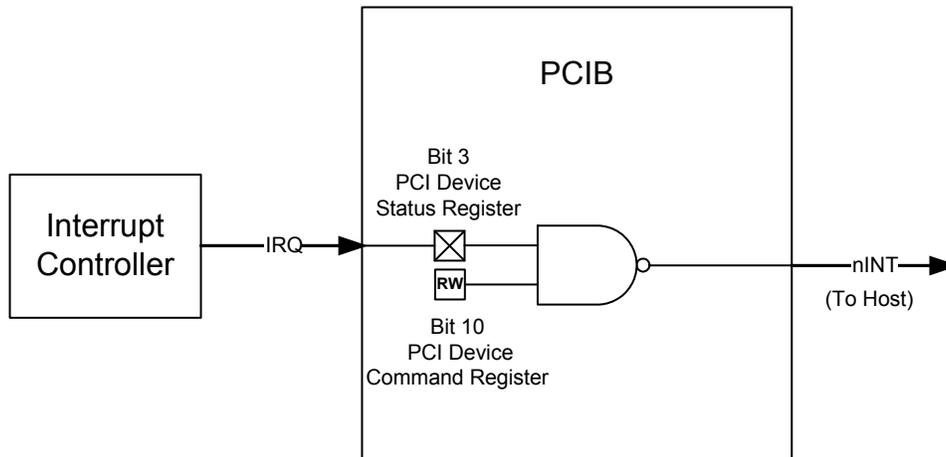 PCIB
Bit 3
PCI Device
Status Register
Interrupt
Controller
IRQ
RW
nINT
(To Host)
Bit 10
PCI Device
Command Register